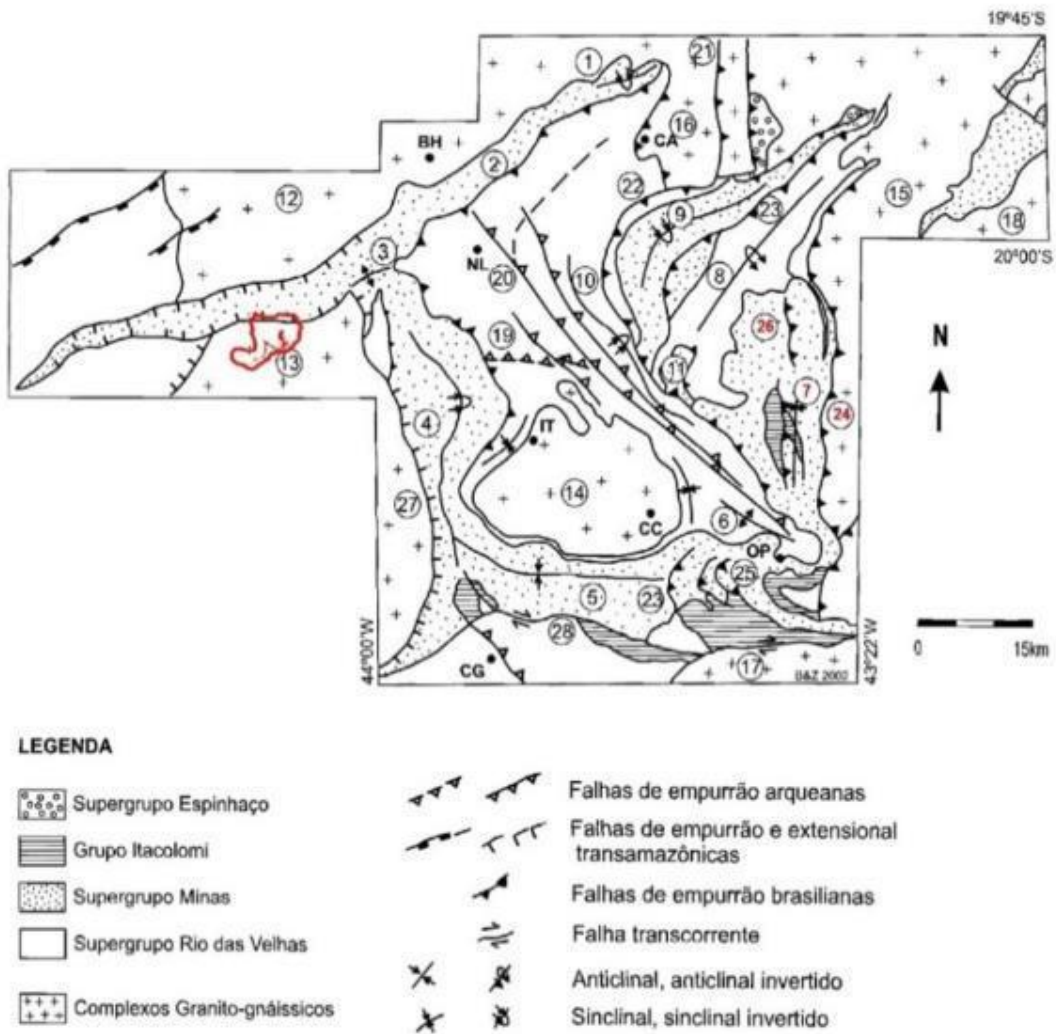 19°45'S
1
21
16
CA
BH
2
12
22
15
9
23
18
3
NL
20
10
8
20°00'S
19
26
13
11
N
7
24
4
IT
14
27
6
CC
OP
25
5
23
28
44°00'W
CG
17
B&Z 2002
43°22'W
0
15km
LEGENDA
Supergrupo Espinhaço
Grupo Itacolomi
Supergrupo Minas
Supergrupo Rio das Velhas
Complexos Granito-gnáissicos
Falhas de empurrão arqueanas
Falhas de empurrão e extensional
transamazônicas
Falhas de empurrão brasilianas
Falha transcorrente
Anticlinal, anticlinal invertido
Sinclinal, sinclinal invertido